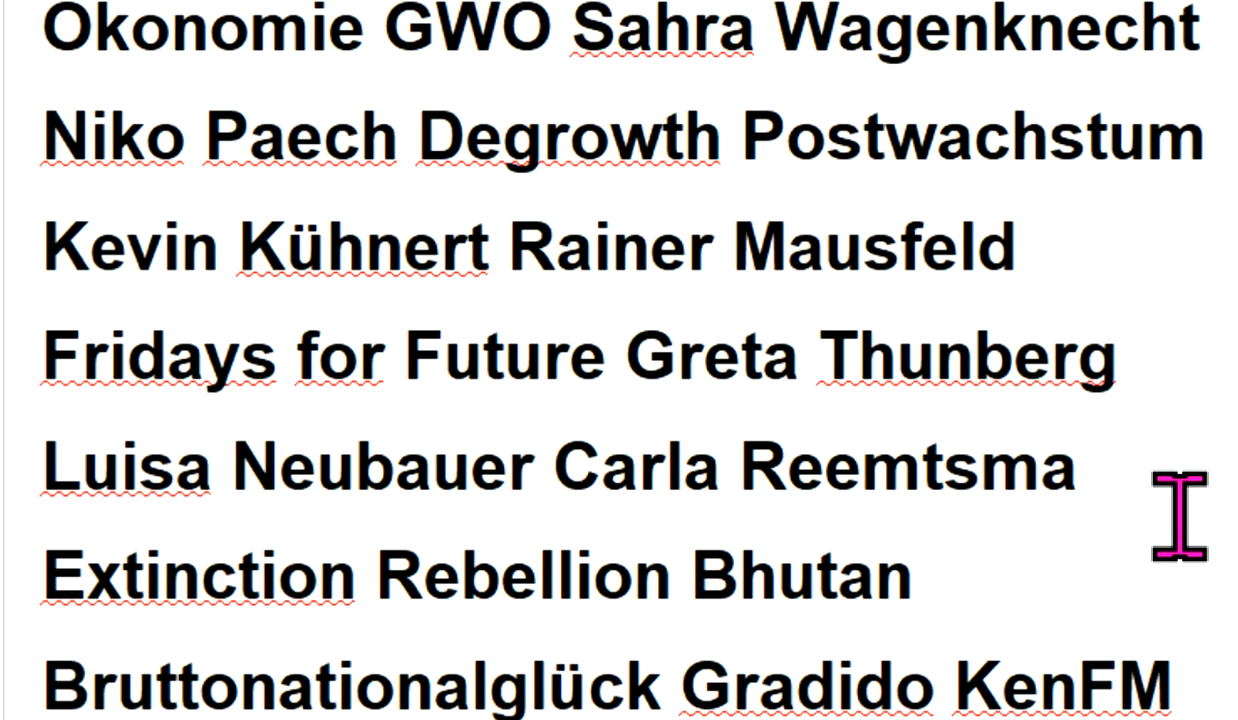 Ökonomie GWO Sahra Wagenknecht
Niko Paech Degrowth Postwachstum
Kevin Kühnert Rainer Mausfeld
Fridays for Future Greta Thunberg
Luisa Neubauer Carla Reemtsma
Extinction Rebellion Bhutan
Bruttonationalglück Gradido KenFM